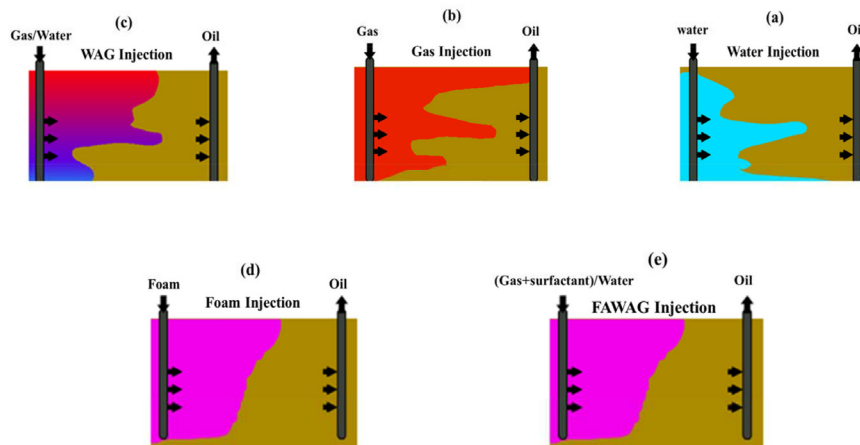 (c)
Gas/Water
Oil
WAG Injection
(b)
Gas
Oil
Gas Injection
(a)
water
Water Injection
(d)
Foam
Oil
Foam Injection
(e)
(Gas+surfactant)/Water
Oil
FAWAG Injection